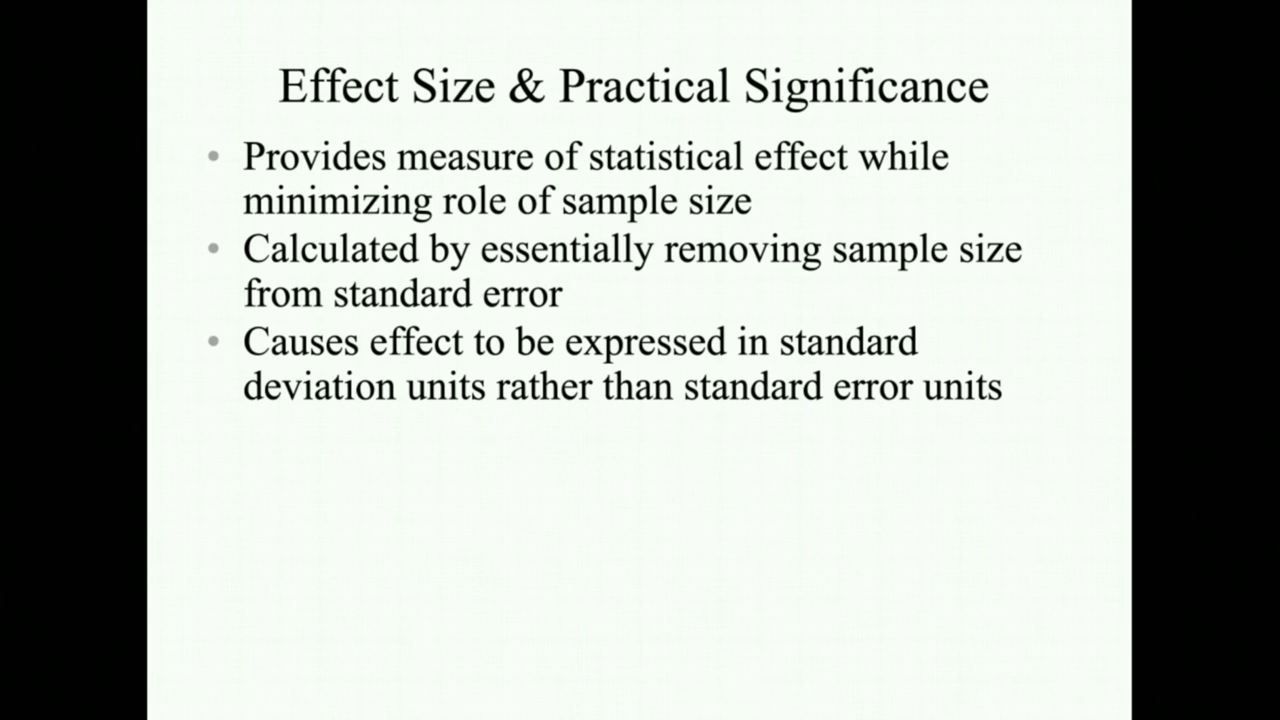 Effect Size & Practical Significance
• Provides measure of statistical effect while
minimizing role of sample size
• Calculated by essentially removing sample size
from standard error
• Causes effect to be expressed in standard
deviation units rather than standard error units